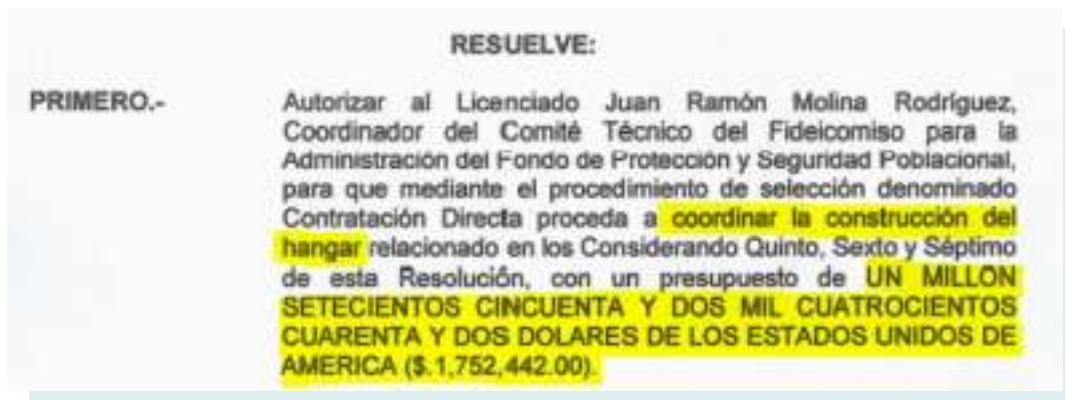 RESUELVE:
PRIMERO.- Autorizar al Licenciado Juan Ramón Molina Rodríguez,
Coordinador del Comité Técnico del Fideicomiso para la
Administración del Fondo de Protección y Seguridad Poblacional,
para que mediante el procedimiento de selección denominado
Contratación Directa proceda a coordinar la construcción del
hangar relacionado en los Considerando Quinto, Sexto y Séptimo
de esta Resolución, con un presupuesto de UN MILLON
SETECIENTOS CINCUENTA Y DOS MIL CUATROCIENTOS
CUARENTA Y DOS DOLARES DE LOS ESTADOS UNIDOS DE
AMERICA ($.1,752,442.00).